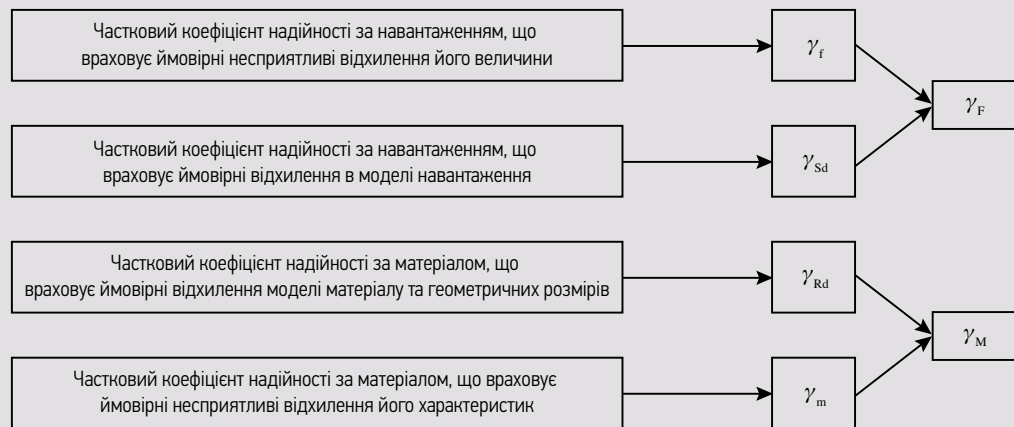 Частковий коефіцієнт надійності за навантаженням, що
враховує ймовірні несприятливі відхилення його величини
γf
γF
Частковий коефіцієнт надійності за навантаженням, що
враховує ймовірні відхилення в моделі навантаження
γSd
Частковий коефіцієнт надійності за матеріалом, що
враховує ймовірні відхилення моделі матеріалу та геометричних розмірів
γRd
γM
Частковий коефіцієнт надійності за матеріалом, що враховує
ймовірні несприятливі відхилення його характеристик
γm